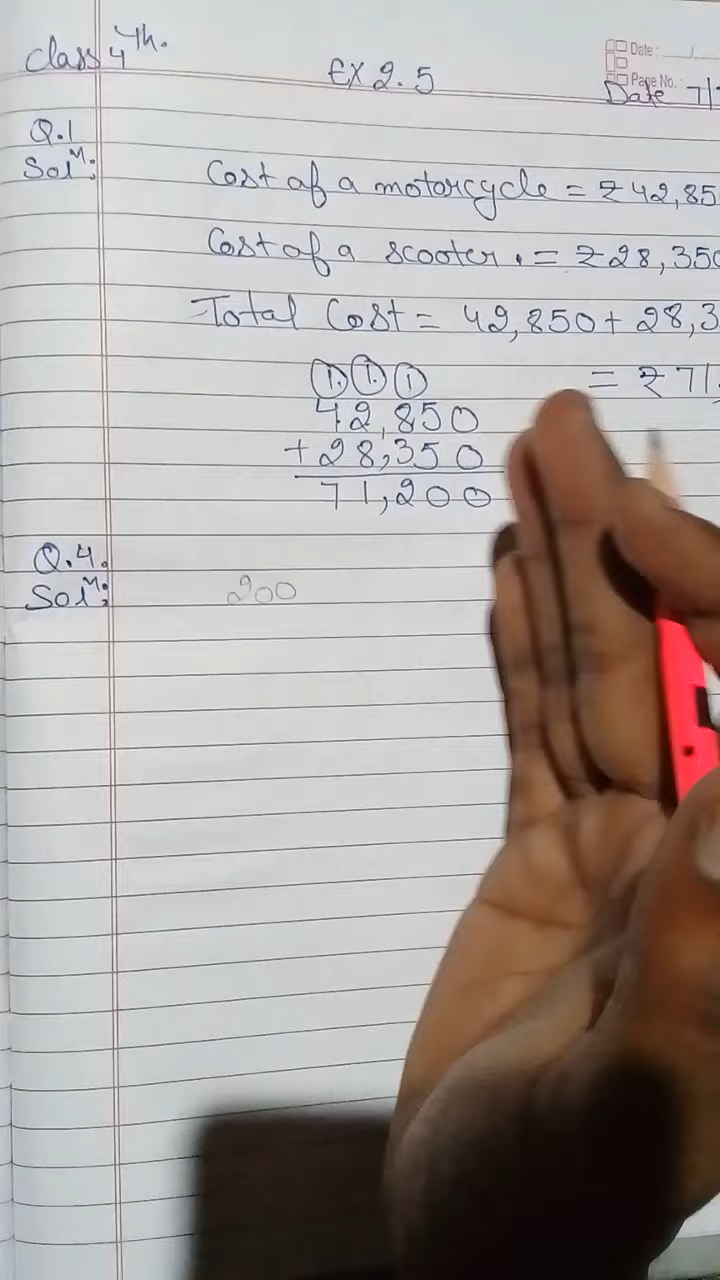 Class 4th.
Ex 2.5
Date :
Page No. :
Date 7/
Q.1
Solⁿ:
Cost of a motorcycle = ₹42,85
Cost of a scooter. = ₹28,350
Total Cost = 42,850 + 28,3
= ₹71,
1 1 1
42,850
+28,350
71,200
Q.4.
Solⁿ:
200